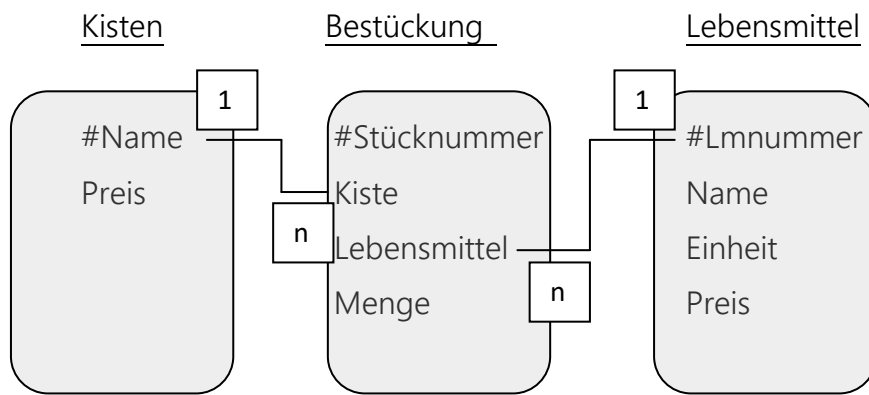 Kisten
1
#Name
Preis
Bestückung
#Stücknummer
Kiste
n
Lebensmittel
Menge
n
Lebensmittel
1
#Lmnummer
Name
Einheit
Preis